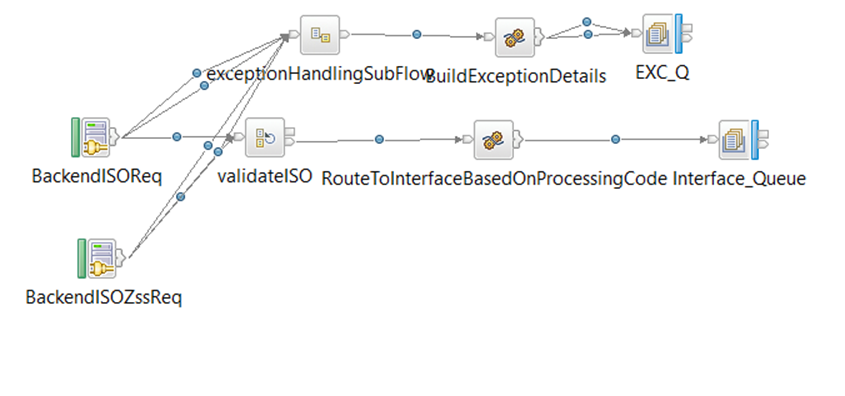 exceptionHandlingSubFlow
BuildExceptionDetails
EXC_Q
BackendISOReq
validateISO
RouteToInterfaceBasedOnProcessingCode
Interface_Queue
BackendISOZssReq